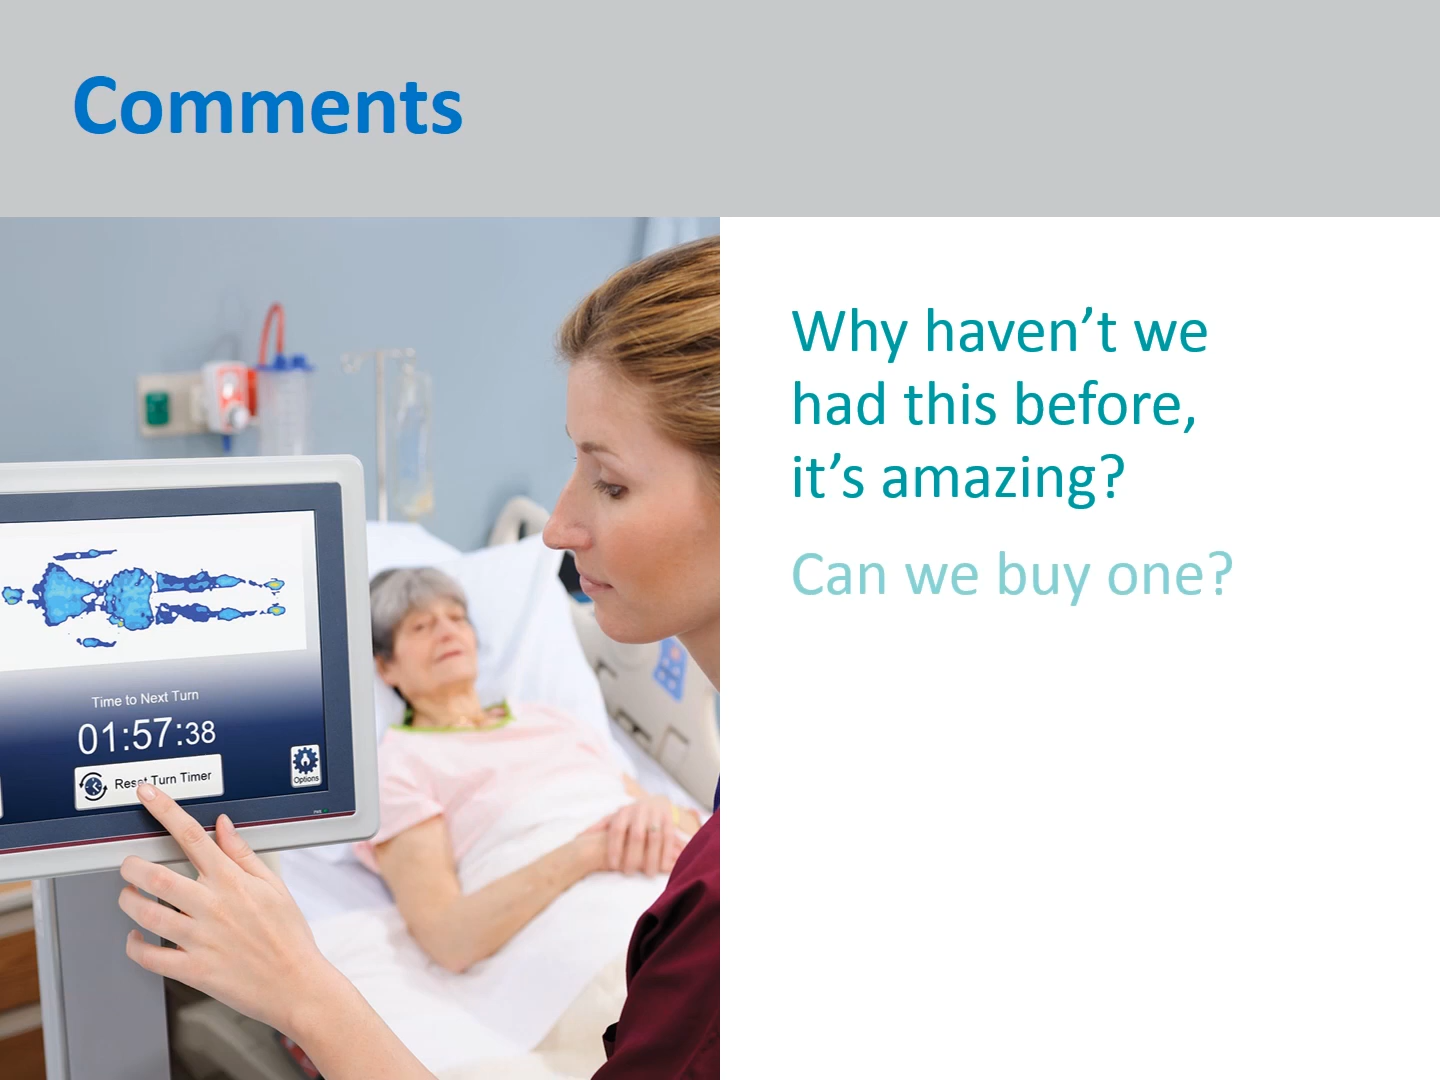 Comments
Why haven’t we
had this before,
it’s amazing?
Can we buy one?
Time to Next Turn
01:57:38
Reset Turn Timer
Options